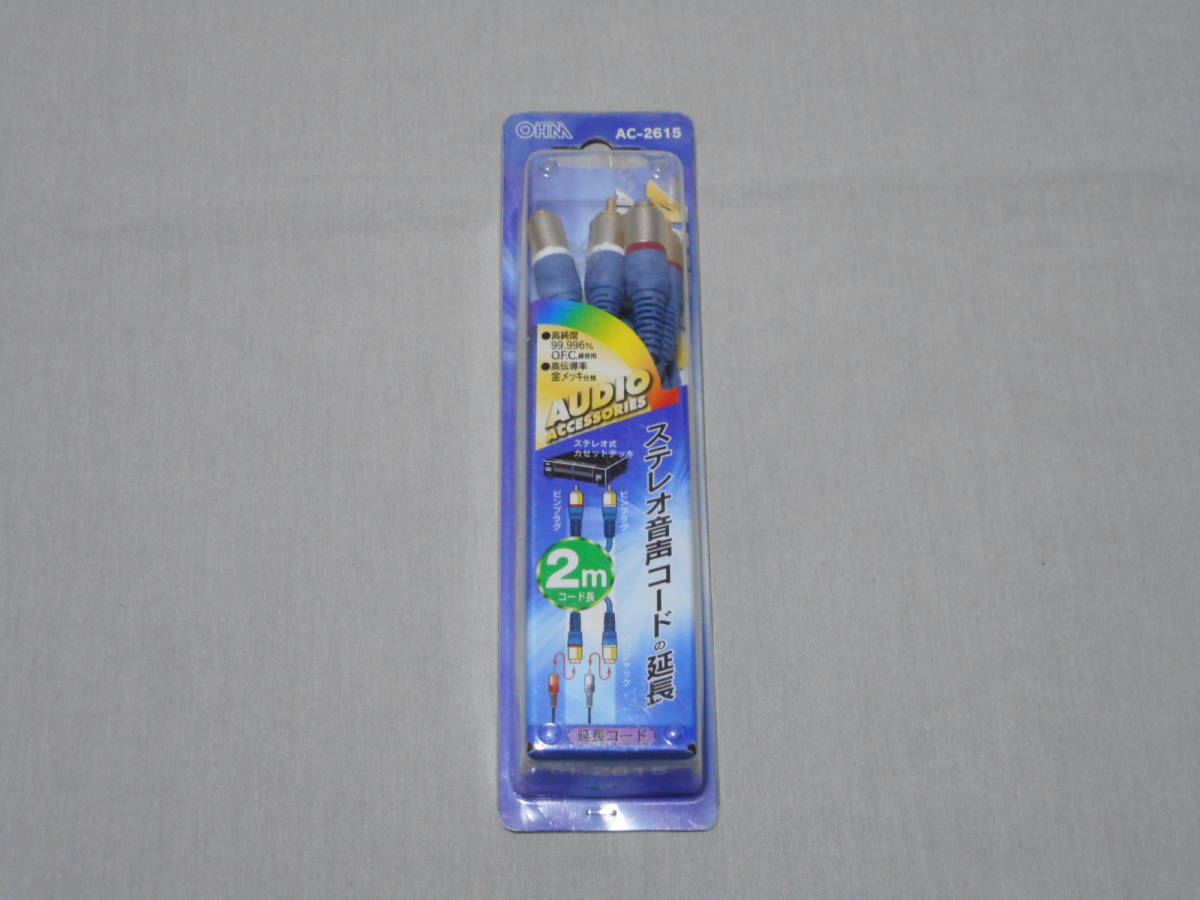 OHM
AC-2615
●高純度
99.996%
O.F.C.線使用
●高伝導率
金メッキ仕様
AUDIO
ACCESSORIES
ステレオ式
カセットデッキ
ピンプラグ
ピンプラグ
ステレオ音声コードの延長
2m
コード長
ジャック
延長コード